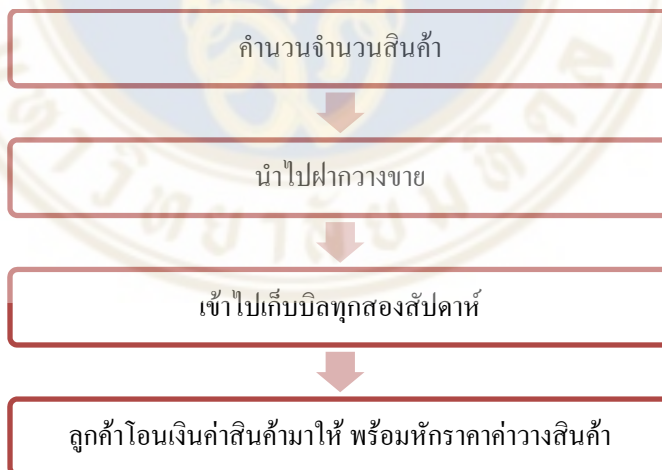 คำนวนจำนวนสินค้า
นำไปฝากวางขาย
เข้าไปเก็บบิลทุกสองสัปดาห์
ลูกค้าโอนเงินค่าสินค้ามาให้ พร้อมหักราคาค่าวางสินค้า